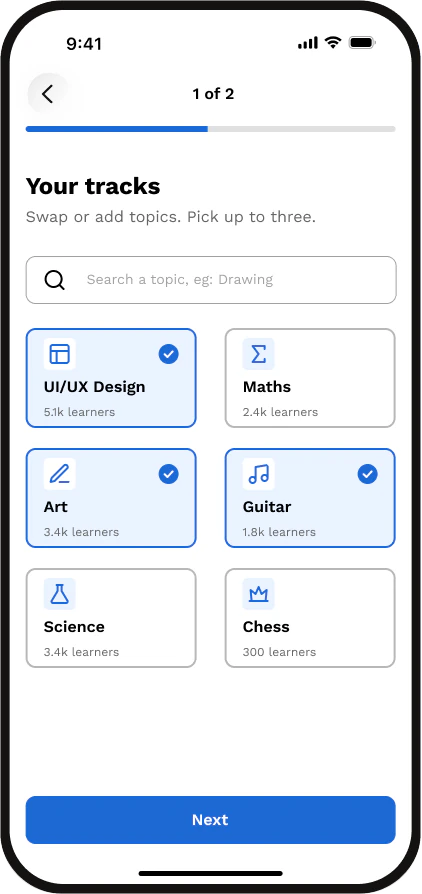 9:41
1 of 2
Your tracks
Swap or add topics. Pick up to three.
Search a topic, eg: Drawing
UI/UX Design
5.1k learners
Maths
2.4k learners
Art
3.4k learners
Guitar
1.8k learners
Science
3.4k learners
Chess
300 learners
Next